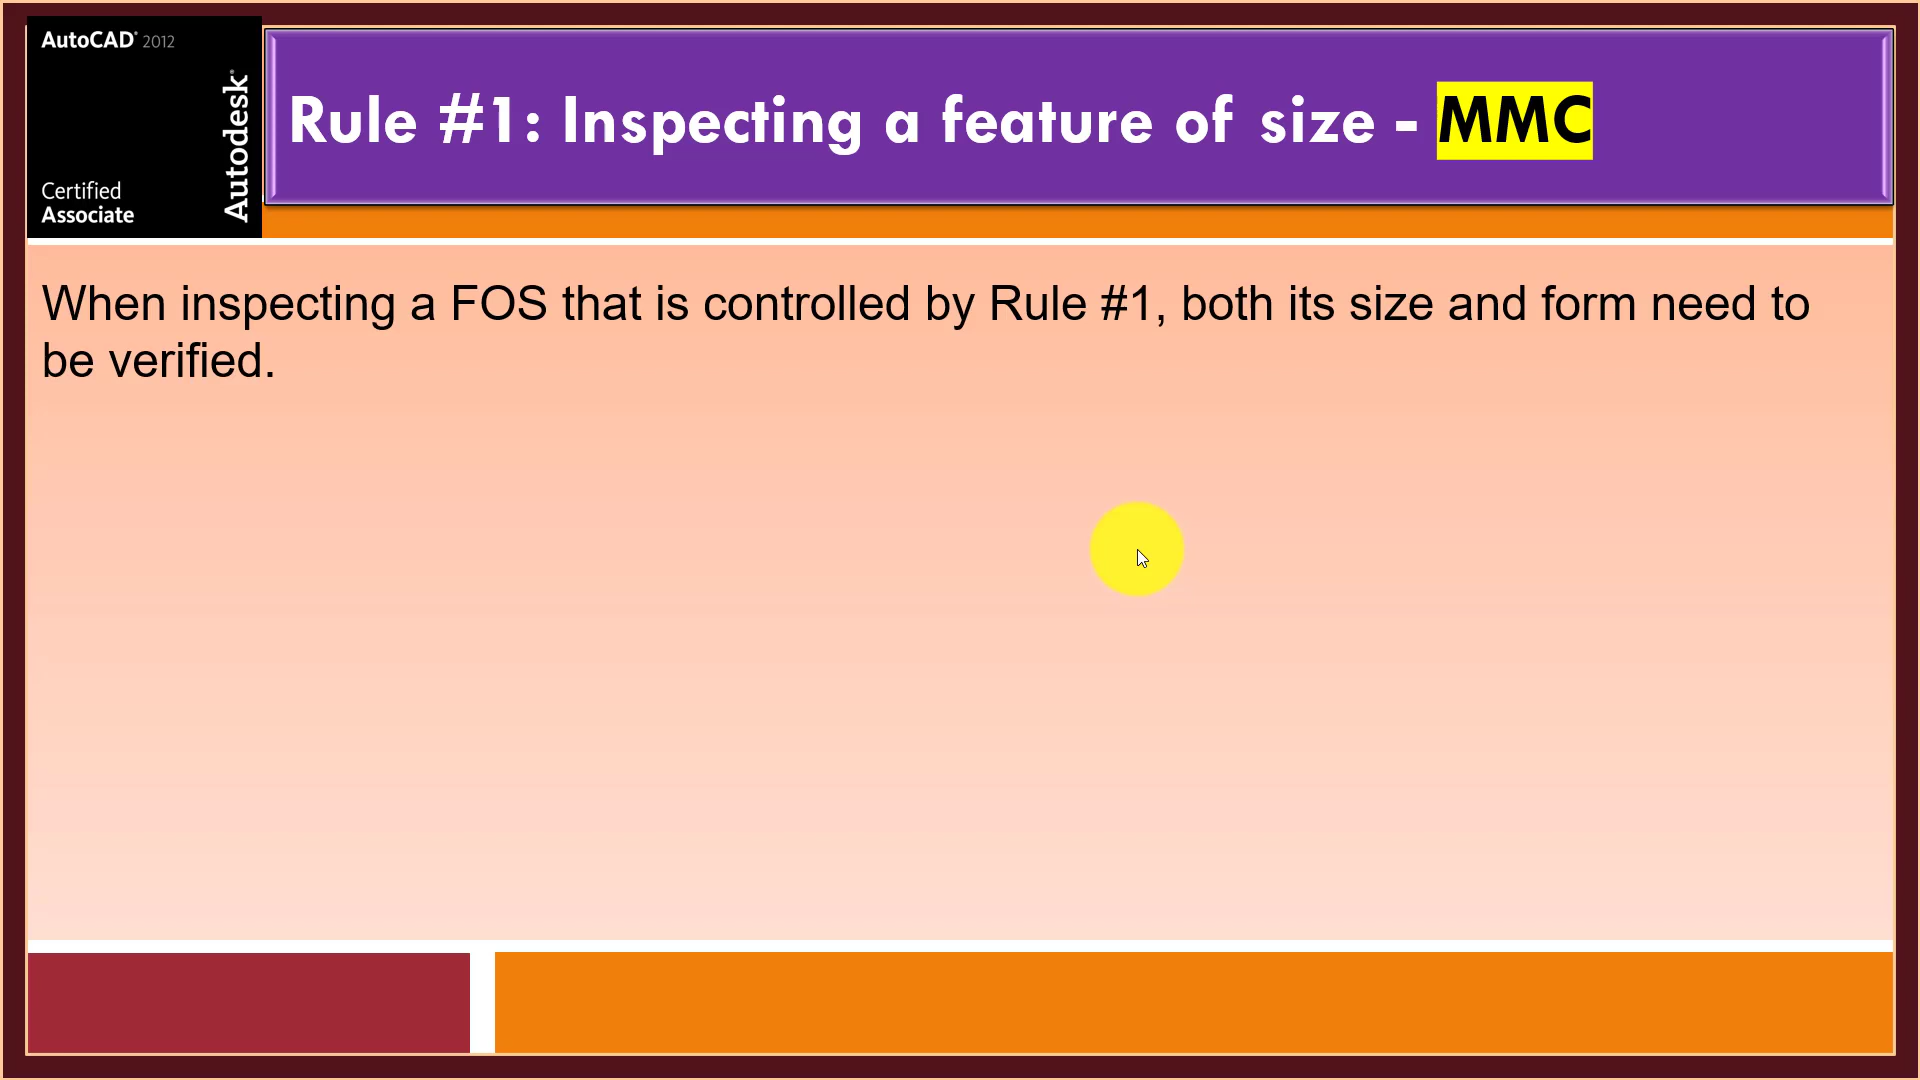 AutoCAD® 2012
Autodesk®
Certified
Associate
Rule #1: Inspecting a feature of size - MMC
When inspecting a FOS that is controlled by Rule #1, both its size and form need to
be verified.